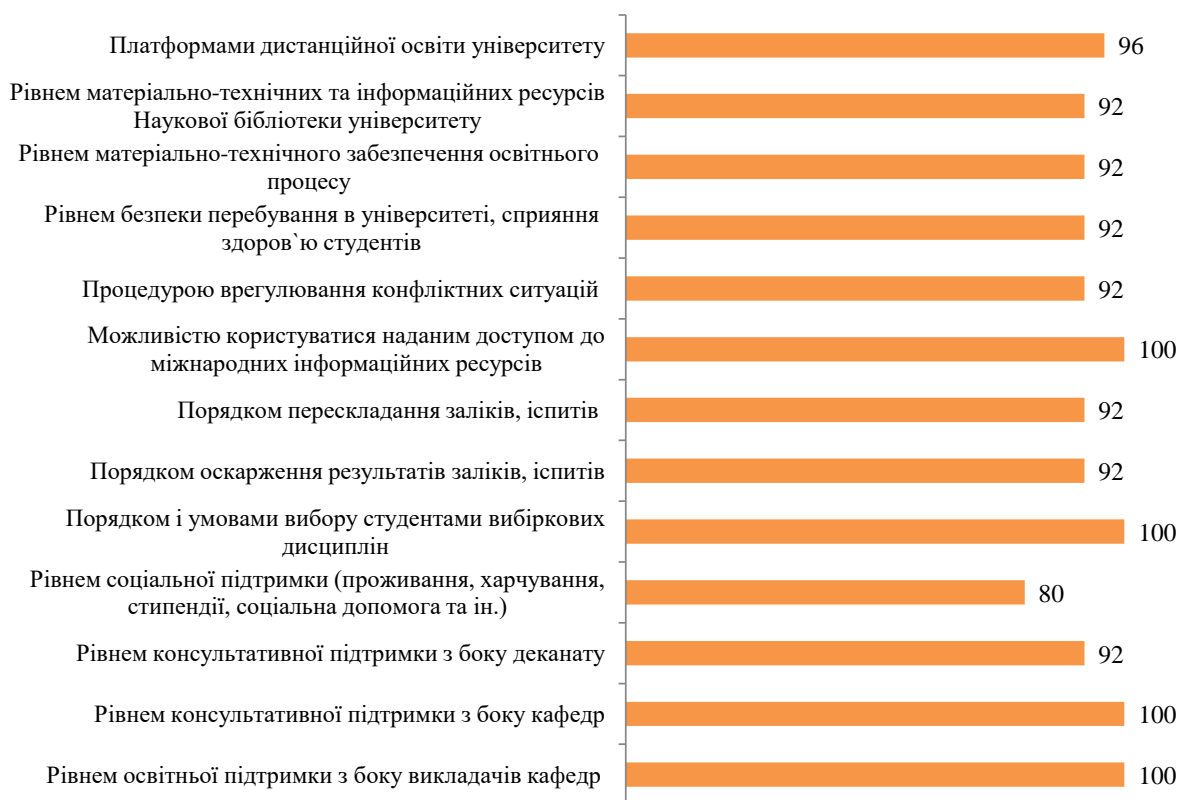 Платформами дистанційної освіти університету
96
Рівнем матеріально-технічних та інформаційних ресурсів
Наукової бібліотеки університету
92
Рівнем матеріально-технічного забезпечення освітнього
процесу
92
Рівнем безпеки перебування в університеті, сприяння
здоров`ю студентів
92
Процедурою врегулювання конфліктних ситуацій
92
Можливістю користуватися наданим доступом до
міжнародних інформаційних ресурсів
100
Порядком перескладання заліків, іспитів
92
Порядком оскарження результатів заліків, іспитів
92
Порядком і умовами вибору студентами вибіркових
дисциплін
100
Рівнем соціальної підтримки (проживання, харчування,
стипендії, соціальна допомога та ін.)
80
Рівнем консультативної підтримки з боку деканату
92
Рівнем консультативної підтримки з боку кафедр
100
Рівнем освітньої підтримки з боку викладачів кафедр
100